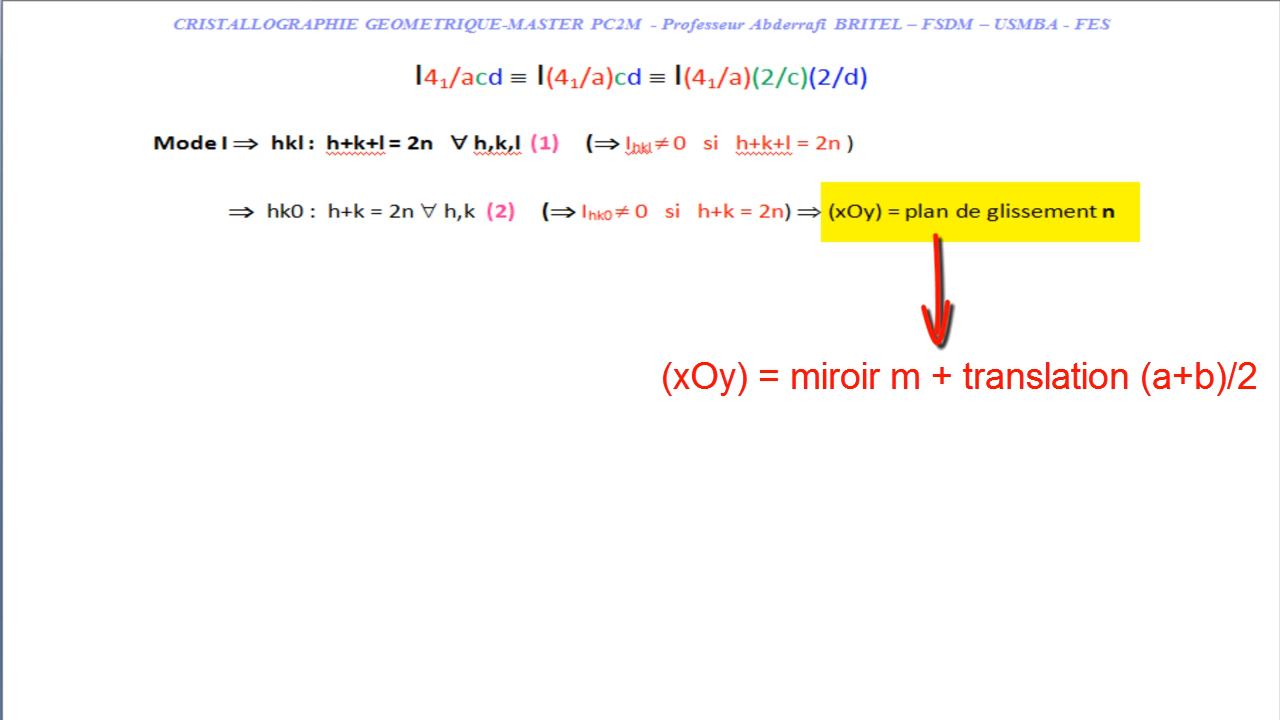 CRISTALLOGRAPHIE GEOMETRIQUE-MASTER PC2M - Professeur Abderrafi BRITEL – FSDM – USMBA - FES
I4₁/acd ≡ I(4₁/a)cd ≡ I(4₁/a)(2/c)(2/d)
Mode I ⇒ hkl : h+k+l = 2n ∀ h,k,l (1) (⇒ Ihkl ≠ 0 si h+k+l = 2n )
⇒ hk0 : h+k = 2n ∀ h,k (2) (⇒ Ihk0 ≠ 0 si h+k = 2n) ⇒ (xOy) = plan de glissement n
(xOy) = miroir m + translation (a+b)/2